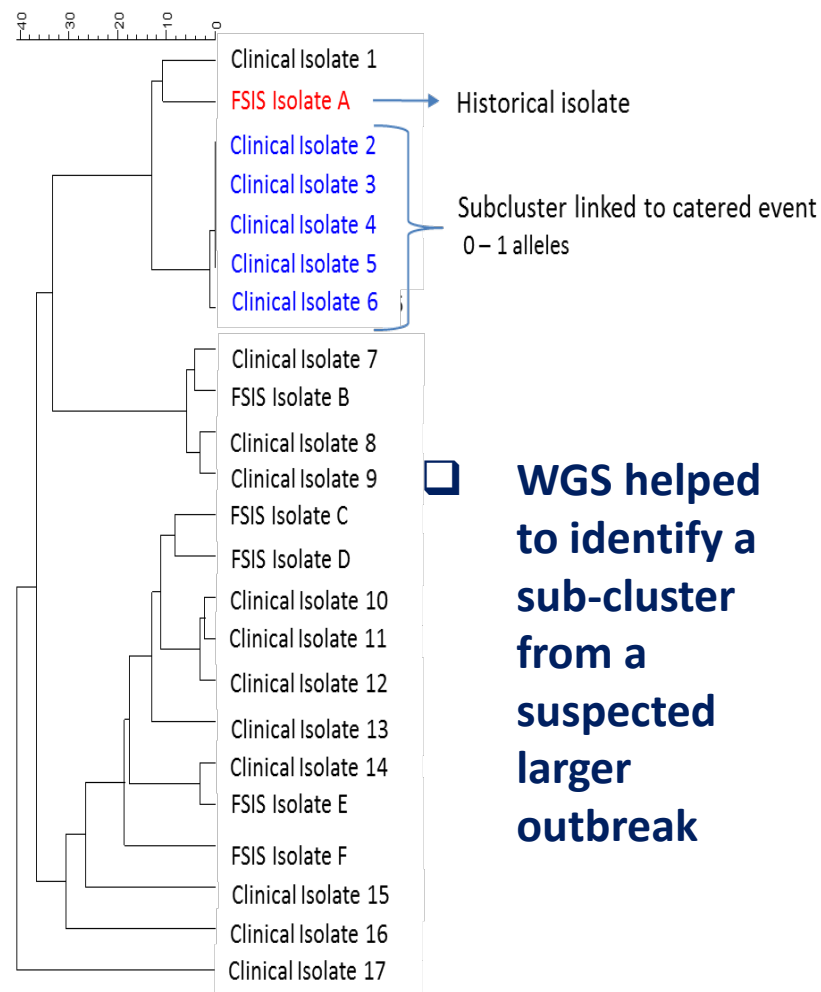 40 30 20 10 0
Clinical Isolate 1
FSIS Isolate A
Historical isolate
Clinical Isolate 2
Clinical Isolate 3
Clinical Isolate 4
Clinical Isolate 5
Clinical Isolate 6
Subcluster linked to catered event
0 – 1 alleles
Clinical Isolate 7
FSIS Isolate B
Clinical Isolate 8
Clinical Isolate 9
FSIS Isolate C
FSIS Isolate D
Clinical Isolate 10
Clinical Isolate 11
Clinical Isolate 12
Clinical Isolate 13
Clinical Isolate 14
FSIS Isolate E
FSIS Isolate F
Clinical Isolate 15
Clinical Isolate 16
Clinical Isolate 17
WGS helped
to identify a
sub-cluster
from a
suspected
larger
outbreak